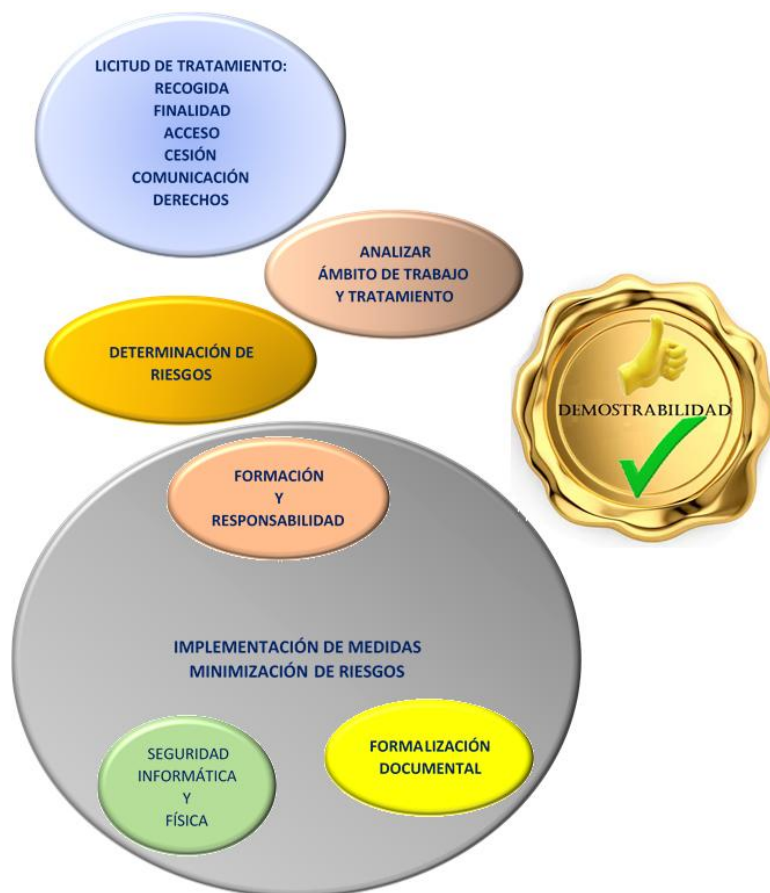 LICITUD DE TRATAMIENTO:
RECOGIDA
FINALIDAD
ACCESO
CESIÓN
COMUNICACIÓN
DERECHOS
ANALIZAR
ÁMBITO DE TRABAJO
Y TRATAMIENTO
DETERMINACIÓN DE
RIESGOS
DEMOSTRABILIDAD
FORMACIÓN
Y
RESPONSABILIDAD
IMPLEMENTACIÓN DE MEDIDAS
MINIMIZACIÓN DE RIESGOS
SEGURIDAD
INFORMÁTICA
Y
FÍSICA
FORMALIZACIÓN
DOCUMENTAL